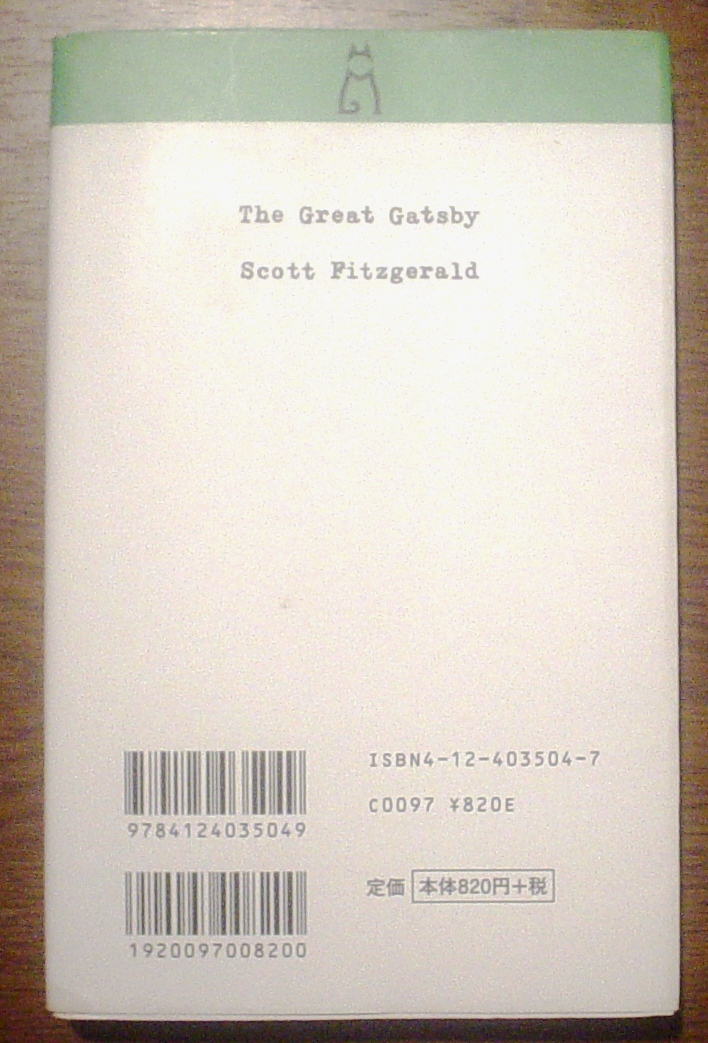 The Great Gatsby
Scott Fitzgerald
ISBN4-12-403504-7
C0097 ¥820E
9784124035049
定価 本体820円+税
1920097008200